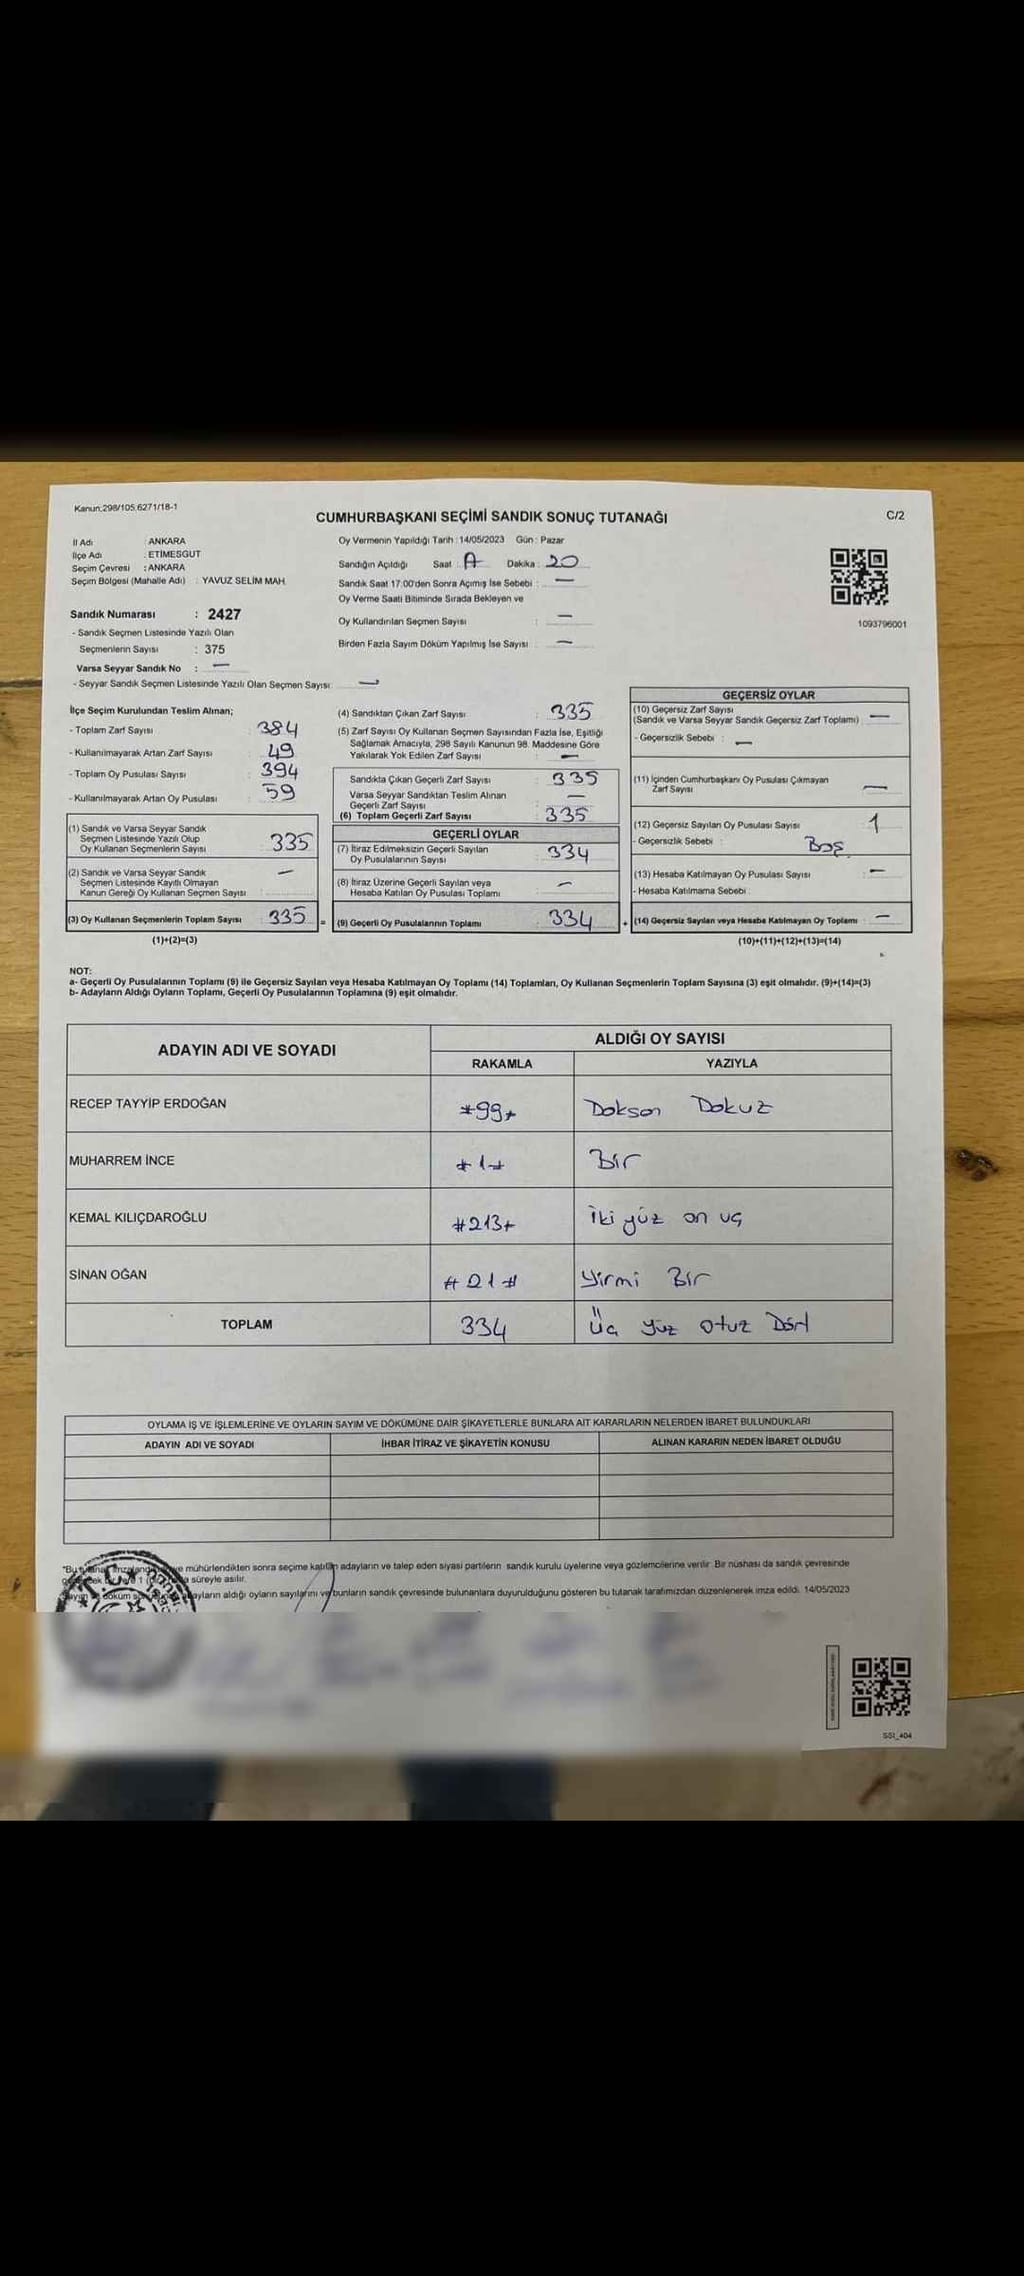 Kanun:298/105;6271/18-1
CUMHURBAŞKANI SEÇİMİ SANDIK SONUÇ TUTANAĞI
C/2
İl Adı : ANKARA
İlçe Adı : ETİMESGUT
Seçim Çevresi : ANKARA
Seçim Bölgesi (Mahalle Adı) : YAVUZ SELİM MAH.
Sandık Numarası : 2427
- Sandık Seçmen Listesinde Yazılı Olan
Seçmenlerin Sayısı : 375
Varsa Seyyar Sandık No : —
- Seyyar Sandık Seçmen Listesinde Yazılı Olan Seçmen Sayısı: —
Oy Vermenin Yapıldığı Tarih : 14/05/2023 Gün : Pazar
Sandığın Açıldığı Saat : Dakika : 20
Sandık Saat 17:00'den Sonra Açımış İse Sebebi : —
Oy Verme Saati Bitiminde Sırada Bekleyen ve
Oy Kullandırılan Seçmen Sayısı : —
Birden Fazla Sayım Döküm Yapılmış İse Sayısı : —
1093796001
İlçe Seçim Kurulundan Teslim Alınan;
- Toplam Zarf Sayısı : 384
- Kullanılmayarak Artan Zarf Sayısı : 49
- Toplam Oy Pusulası Sayısı : 394
- Kullanılmayarak Artan Oy Pusulası : 59
(1) Sandık ve Varsa Seyyar Sandık
Seçmen Listesinde Yazılı Olup
Oy Kullanan Seçmenlerin Sayısı : 335
(2) Sandık ve Varsa Seyyar Sandık
Seçmen Listesinde Kayıtlı Olmayan
Kanun Gereği Oy Kullanan Seçmen Sayısı : —
(3) Oy Kullanan Seçmenlerin Toplam Sayısı : 335 =
(1)+(2)=(3)
(4) Sandıktan Çıkan Zarf Sayısı : 335
(5) Zarf Sayısı Oy Kullanan Seçmen Sayısından Fazla İse, Eşitliği
Sağlamak Amacıyla, 298 Sayılı Kanunun 98. Maddesine Göre
Yakılarak Yok Edilen Zarf Sayısı : —
Sandıkta Çıkan Geçerli Zarf Sayısı : 335
Varsa Seyyar Sandıktan Teslim Alınan
Geçerli Zarf Sayısı : —
(6) Toplam Geçerli Zarf Sayısı : 335
GEÇERLİ OYLAR
(7) İtiraz Edilmeksizin Geçerli Sayılan
Oy Pusulalarının Sayısı : 334
(8) İtiraz Üzerine Geçerli Sayılan veya
Hesaba Katılan Oy Pusulası Toplamı : —
(9) Geçerli Oy Pusulalarının Toplamı : 334 +
GEÇERSİZ OYLAR
(10) Geçersiz Zarf Sayısı
(Sandık ve Varsa Seyyar Sandık Geçersiz Zarf Toplamı) : —
- Geçersizlik Sebebi : —
(11) İçinden Cumhurbaşkanı Oy Pusulası Çıkmayan
Zarf Sayısı : —
(12) Geçersiz Sayılan Oy Pusulası Sayısı : 1
- Geçersizlik Sebebi : Boş
(13) Hesaba Katılmayan Oy Pusulası Sayısı : —
- Hesaba Katılmama Sebebi :
(14) Geçersiz Sayılan veya Hesaba Katılmayan Oy Toplamı : —
(10)+(11)+(12)+(13)=(14)
NOT:
a- Geçerli Oy Pusulalarının Toplamı (9) ile Geçersiz Sayılan veya Hesaba Katılmayan Oy Toplamı (14) Toplamları, Oy Kullanan Seçmenlerin Toplam Sayısına (3) eşit olmalıdır. (9)+(14)=(3)
b- Adayların Aldığı Oyların Toplamı, Geçerli Oy Pusulalarının Toplamına (9) eşit olmalıdır.
ADAYIN ADI VE SOYADI
ALDIĞI OY SAYISI
RAKAMLA YAZIYLA
RECEP TAYYİP ERDOĞAN #99# Dokson Dokuz
MUHARREM İNCE #1# Bir
KEMAL KILIÇDAROĞLU #213# İki yüz on üç
SİNAN OĞAN #21# Yirmi Bir
TOPLAM 334 Üç yüz otuz Dört
OYLAMA İŞ VE İŞLEMLERİNE VE OYLARIN SAYIM VE DÖKÜMÜNE DAİR ŞİKAYETLERLE BUNLARA AİT KARARLARIN NELERDEN İBARET BULUNDUKLARI
ADAYIN ADI VE SOYADI İHBAR İTİRAZ VE ŞİKAYETİN KONUSU ALINAN KARARIN NEDEN İBARET OLDUĞU
mühürlendikten sonra seçime katılan adayların ve talep eden siyasi partilerin sandık kurulu üyelerine veya gözlemcilerine verilir. Bir nüshası da sandık çevresinde
süreyle asılır.
aldığı oyların sayılarını ve bunların sandık çevresinde bulunanlara duyurulduğunu gösteren bu tutanak tarafımızdan düzenlenerek imza edildi. 14/05/2023
SSI_404